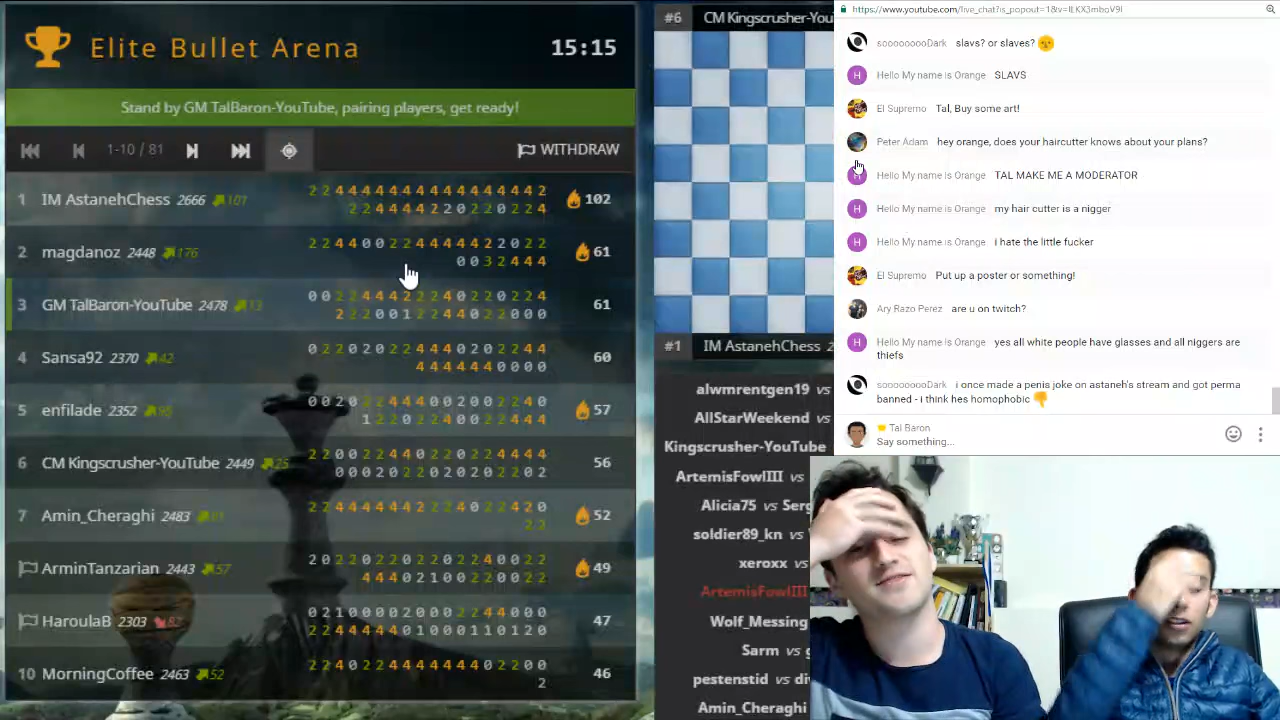 Elite Bullet Arena
15:15
Stand by GM TalBaron-YouTube, pairing players, get ready!
1-10 / 81
WITHDRAW
1 IM AstanehChess 2666 101 2 2 4 4 4 4 4 4 4 4 4 4 4 4 4 4 4 2 102
2 2 4 4 4 4 2 2 0 2 2 0 2 2 4
2 magdanoz 2448 176 2 2 4 4 0 0 2 2 4 4 4 4 4 2 2 0 2 2 61
0 0 3 2 4 4 4
3 GM TalBaron-YouTube 2478 13 0 0 2 2 4 4 4 2 2 2 4 0 2 2 0 2 2 4 61
2 2 2 0 0 1 2 2 4 4 0 2 2 0 0 0
4 Sansa92 2370 42 0 2 2 0 2 0 2 2 4 4 4 0 2 0 2 2 4 4 60
4 4 4 4 4 4 0 0 0 0
5 enfilade 2352 95 0 0 2 0 2 2 4 4 4 0 0 2 0 0 2 2 4 0 57
1 2 2 0 2 2 4 0 0 2 2 4 4 4
6 CM Kingscrusher-YouTube 2449 25 2 2 0 0 2 2 4 4 0 2 2 0 2 2 4 4 4 4 56
0 0 0 2 0 2 2 0 2 0 2 0 2 2 0 2
7 Amin_Cheraghi 2483 2 2 4 4 4 4 4 4 2 2 2 4 0 2 2 4 2 0 52
2 2
ArminTanzarian 2443 57 2 0 2 2 0 2 2 0 2 2 0 2 2 4 0 0 2 2 49
4 4 4 0 2 1 0 0 2 2 0 0 2 2
HaroulaB 2303 82 0 2 1 0 0 0 0 2 0 0 0 2 2 4 4 0 0 0 47
2 2 4 4 4 4 4 0 1 0 0 0 1 1 0 1 2 0
10 MorningCoffee 2463 52 2 2 4 0 2 2 4 4 4 4 4 4 4 0 2 2 0 0 46
2
#6 CM Kingscrusher-You
#1 IM AstanehChess 2
alwmrentgen19 vs
AllStarWeekend vs
Kingscrusher-YouTube
ArtemisFowlIII vs
Alicia75 vs Serg
soldier89_kn vs
xeroxx vs
ArtemisFowlIII
Wolf_Messing
Sarm vs
pestenstid vs di
Amin_Cheraghi
soooooooDark slavs? or slaves?
Hello My name is Orange SLAVS
El Supremo Tal, Buy some art!
Peter Adam hey orange, does your haircutter knows about your plans?
Hello My name is Orange TAL MAKE ME A MODERATOR
Hello My name is Orange my hair cutter is a nigger
Hello My name is Orange i hate the little fucker
El Supremo Put up a poster or something!
Ary Razo Perez are u on twitch?
Hello My name is Orange yes all white people have glasses and all niggers are
thiefs
soooooooDark i once made a penis joke on astaneh's stream and got perma
banned - i think hes homophobic
Tal Baron
Say something...